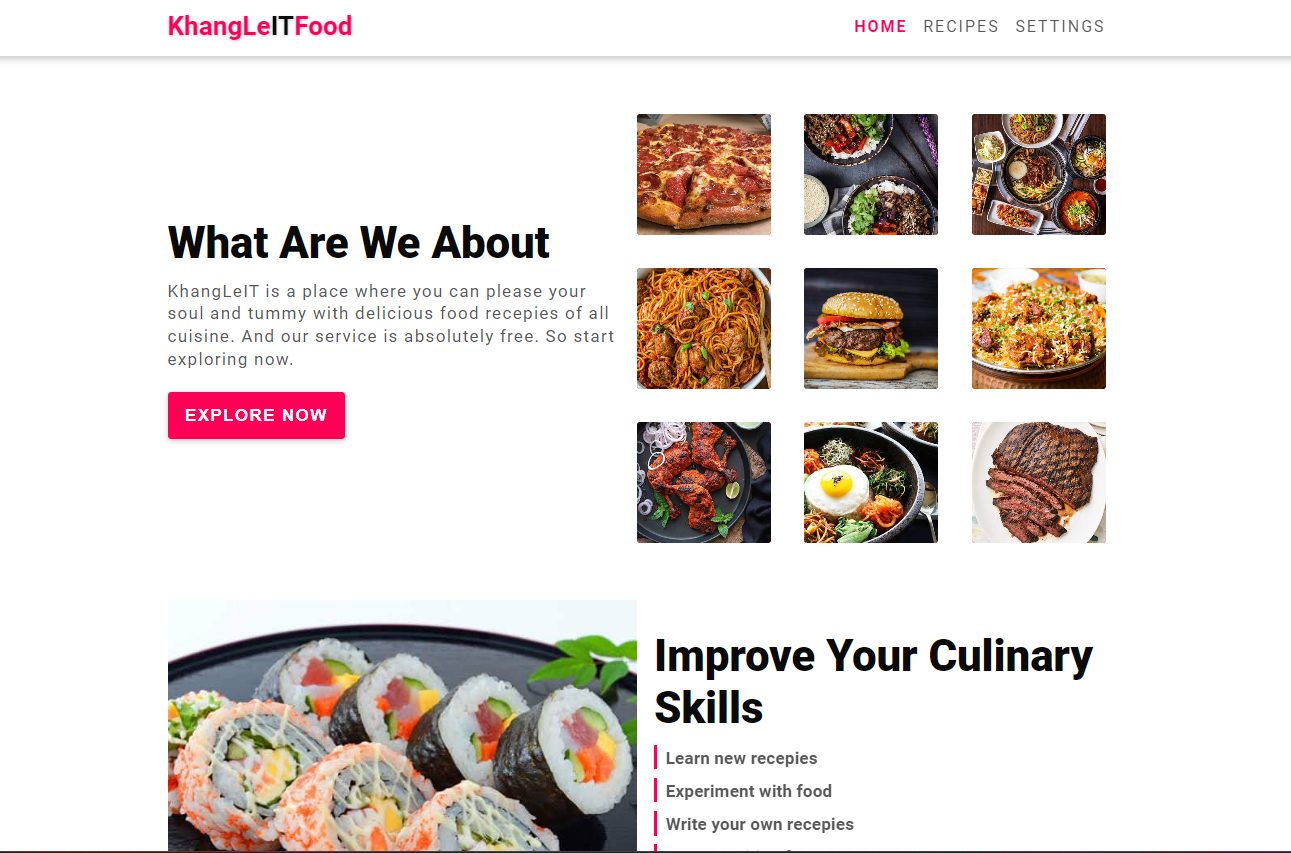 KhangLeITFood
HOME RECIPES SETTINGS
What Are We About
KhangLeIT is a place where you can please your
soul and tummy with delicious food recepies of all
cuisine. And our service is absolutely free. So start
exploring now.
EXPLORE NOW
Improve Your Culinary
Skills
Learn new recepies
Experiment with food
Write your own recepies